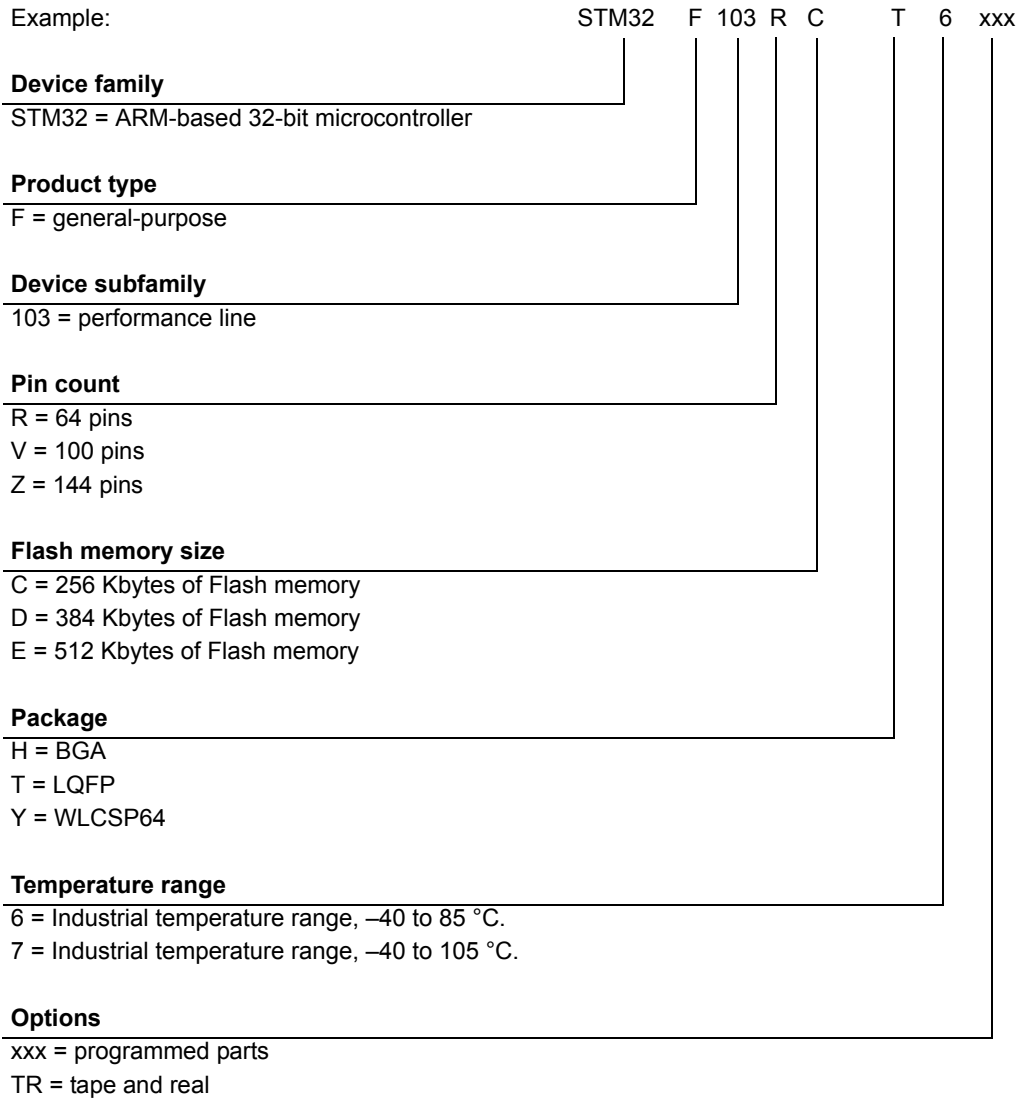 Example: STM32 F 103 R C T 6 xxx
Device family
STM32 = ARM-based 32-bit microcontroller
Product type
F = general-purpose
Device subfamily
103 = performance line
Pin count
R = 64 pins
V = 100 pins
Z = 144 pins
Flash memory size
C = 256 Kbytes of Flash memory
D = 384 Kbytes of Flash memory
E = 512 Kbytes of Flash memory
Package
H = BGA
T = LQFP
Y = WLCSP64
Temperature range
6 = Industrial temperature range, –40 to 85 °C.
7 = Industrial temperature range, –40 to 105 °C.
Options
xxx = programmed parts
TR = tape and real